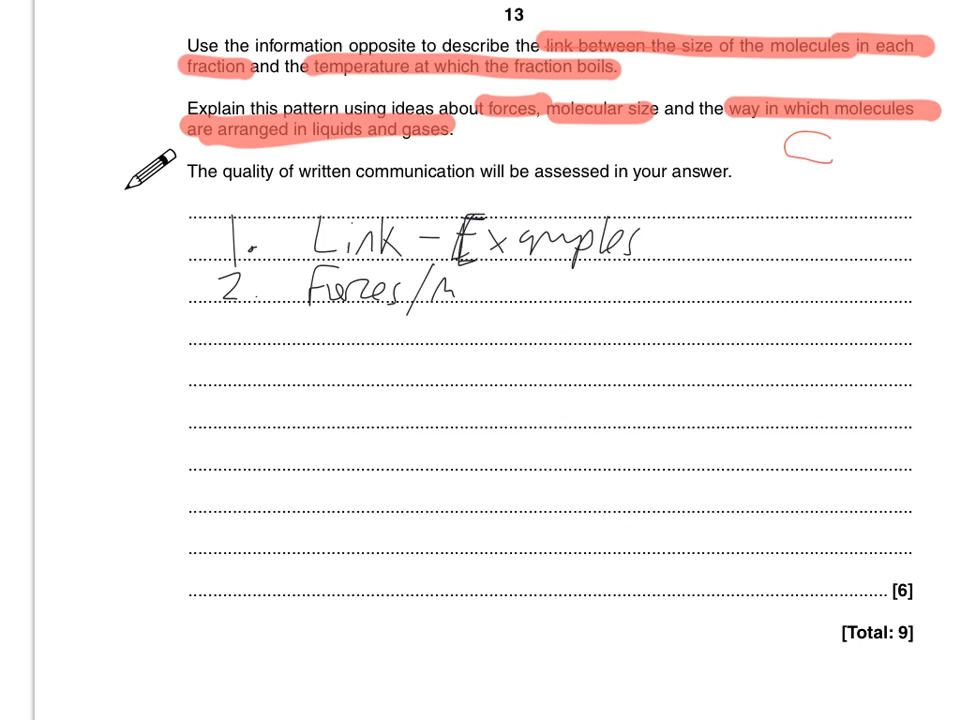 13
Use the information opposite to describe the link between the size of the molecules in each
fraction and the temperature at which the fraction boils.
Explain this pattern using ideas about forces, molecular size and the way in which molecules
are arranged in liquids and gases.
The quality of written communication will be assessed in your answer.
1. Link - Examples
2. Forces/M
[6]
[Total: 9]